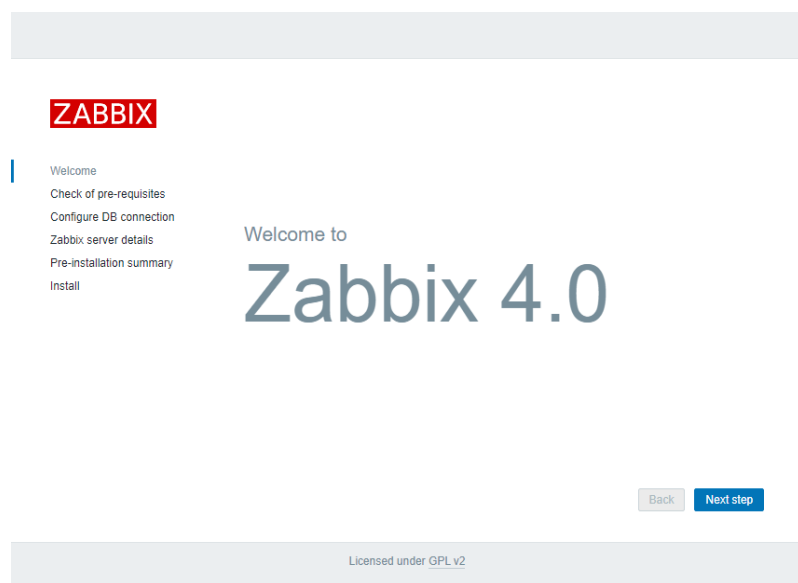 ZABBIX
Welcome
Check of pre-requisites
Configure DB connection
Zabbix server details
Pre-installation summary
Install
Welcome to
Zabbix 4.0
Back
Next step
Licensed under GPL v2